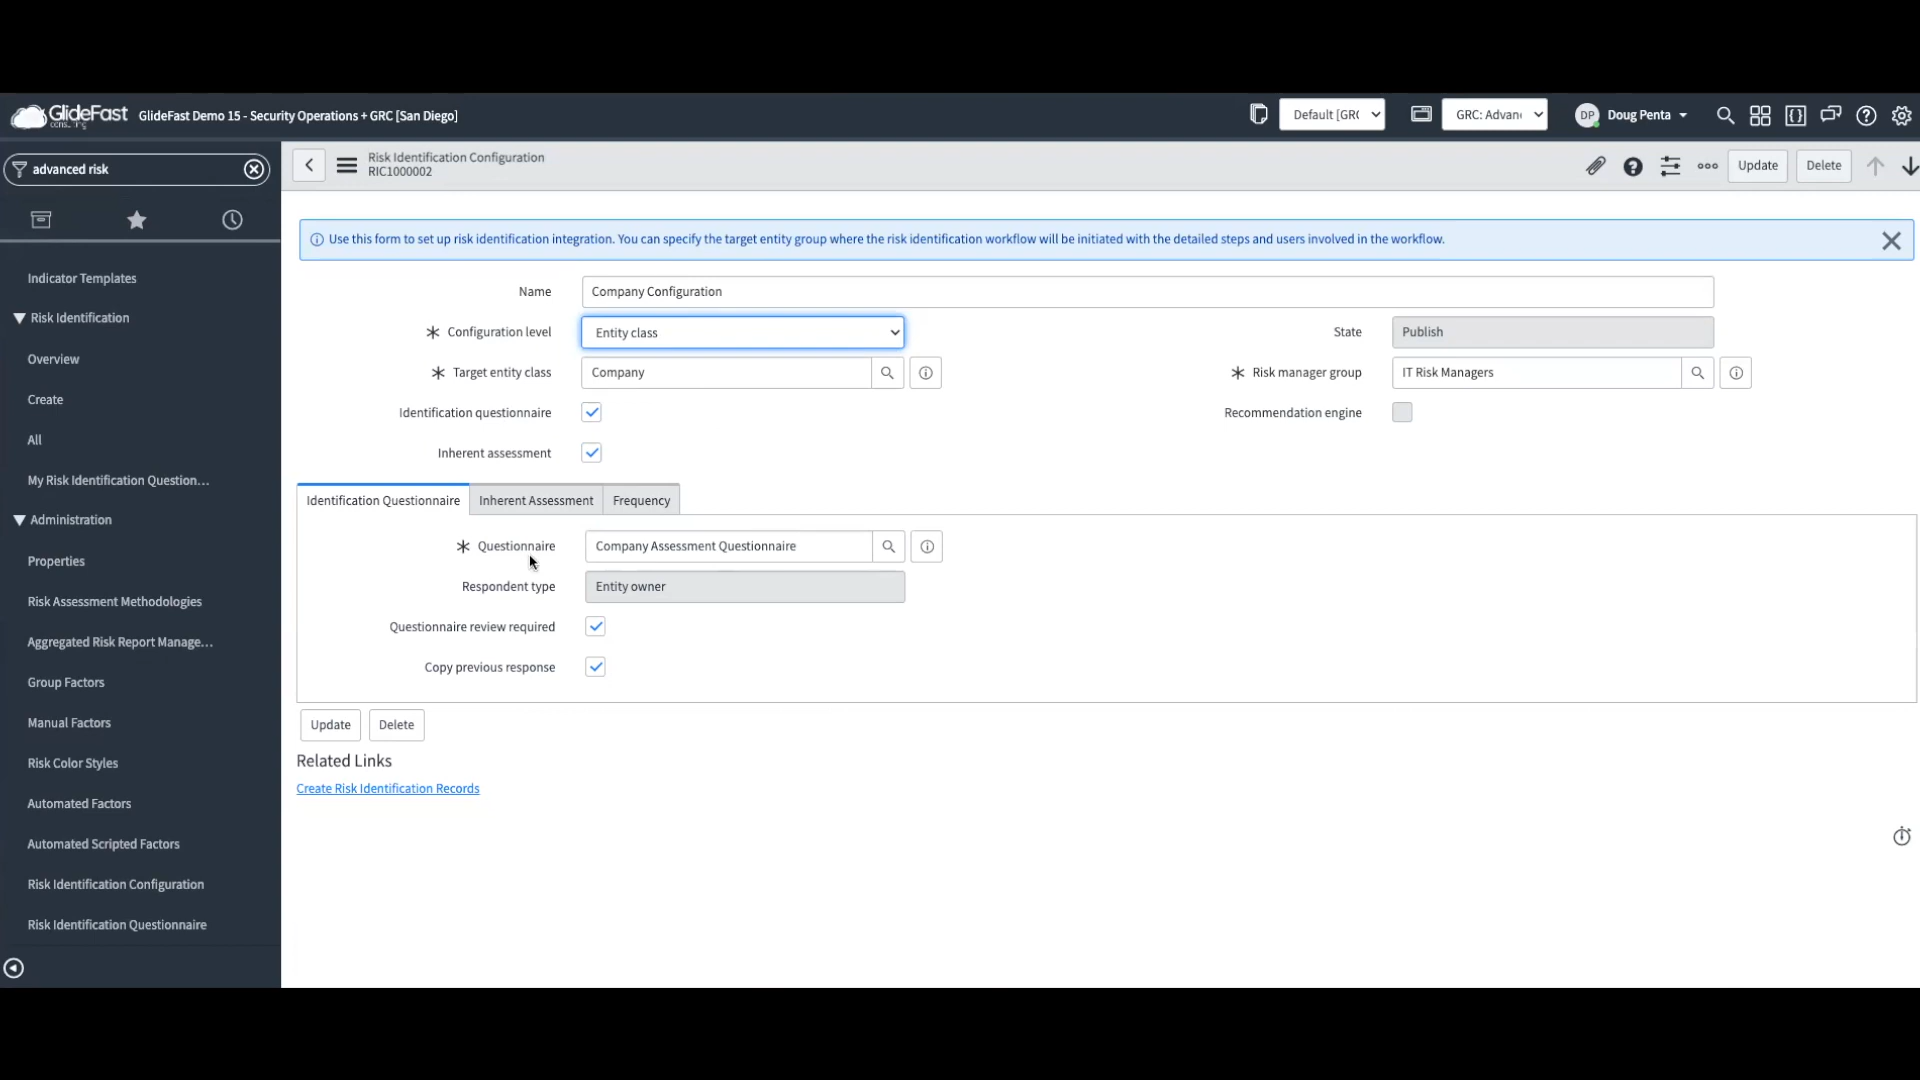 GlideFast
consulting
GlideFast Demo 15 - Security Operations + GRC [San Diego]
Default [GR(
GRC: Advan(
DP
Doug Penta
advanced risk
Risk Identification Configuration
RIC1000002
Update
Delete
Use this form to set up risk identification integration. You can specify the target entity group where the risk identification workflow will be initiated with the detailed steps and users involved in the workflow.
Indicator Templates
Risk Identification
Overview
Create
All
My Risk Identification Question...
Administration
Properties
Risk Assessment Methodologies
Aggregated Risk Report Manage...
Group Factors
Manual Factors
Risk Color Styles
Automated Factors
Automated Scripted Factors
Risk Identification Configuration
Risk Identification Questionnaire
Name
Company Configuration
Configuration level
Entity class
State
Publish
Target entity class
Company
Risk manager group
IT Risk Managers
Identification questionnaire
Recommendation engine
Inherent assessment
Identification Questionnaire
Inherent Assessment
Frequency
Questionnaire
Company Assessment Questionnaire
Respondent type
Entity owner
Questionnaire review required
Copy previous response
Update
Delete
Related Links
Create Risk Identification Records